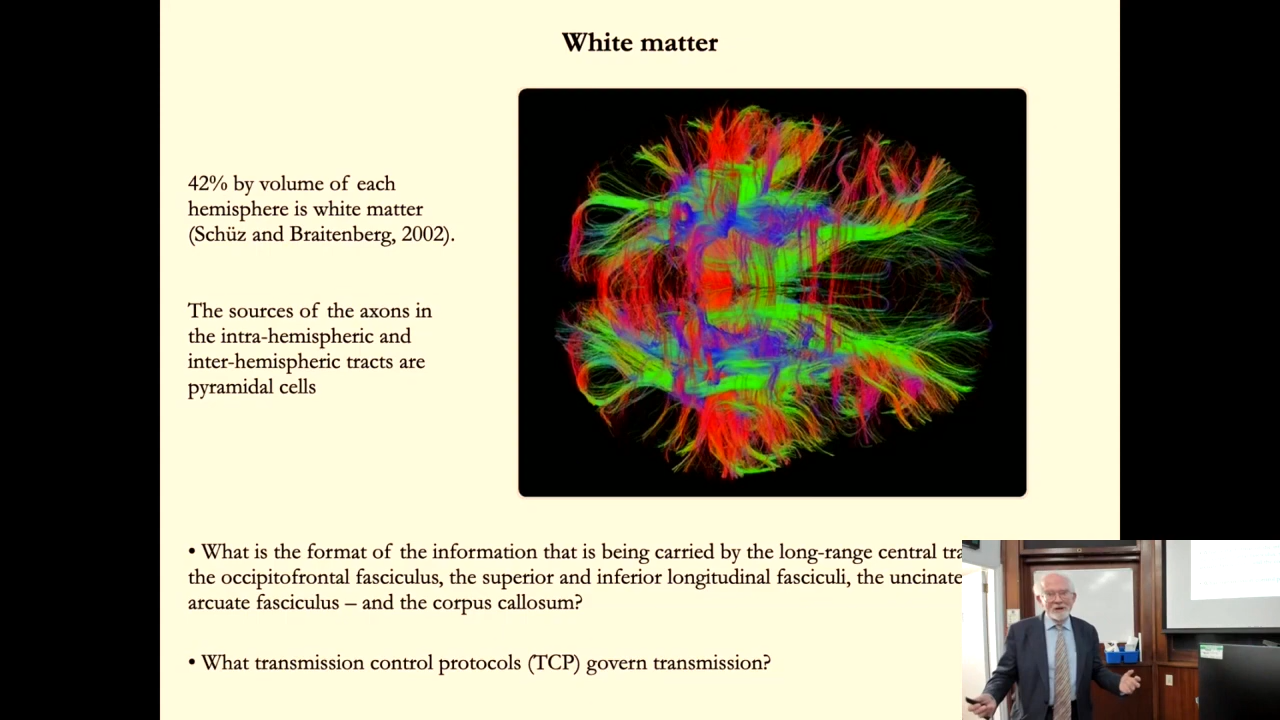 White matter
42% by volume of each
hemisphere is white matter
(Schüz and Braitenberg, 2002).
The sources of the axons in
the intra-hemispheric and
inter-hemispheric tracts are
pyramidal cells
• What is the format of the information that is being carried by the long-range central
the occipitofrontal fasciculus, the superior and inferior longitudinal fasciculi, the uncinate
arcuate fasciculus – and the corpus callosum?
• What transmission control protocols (TCP) govern transmission?